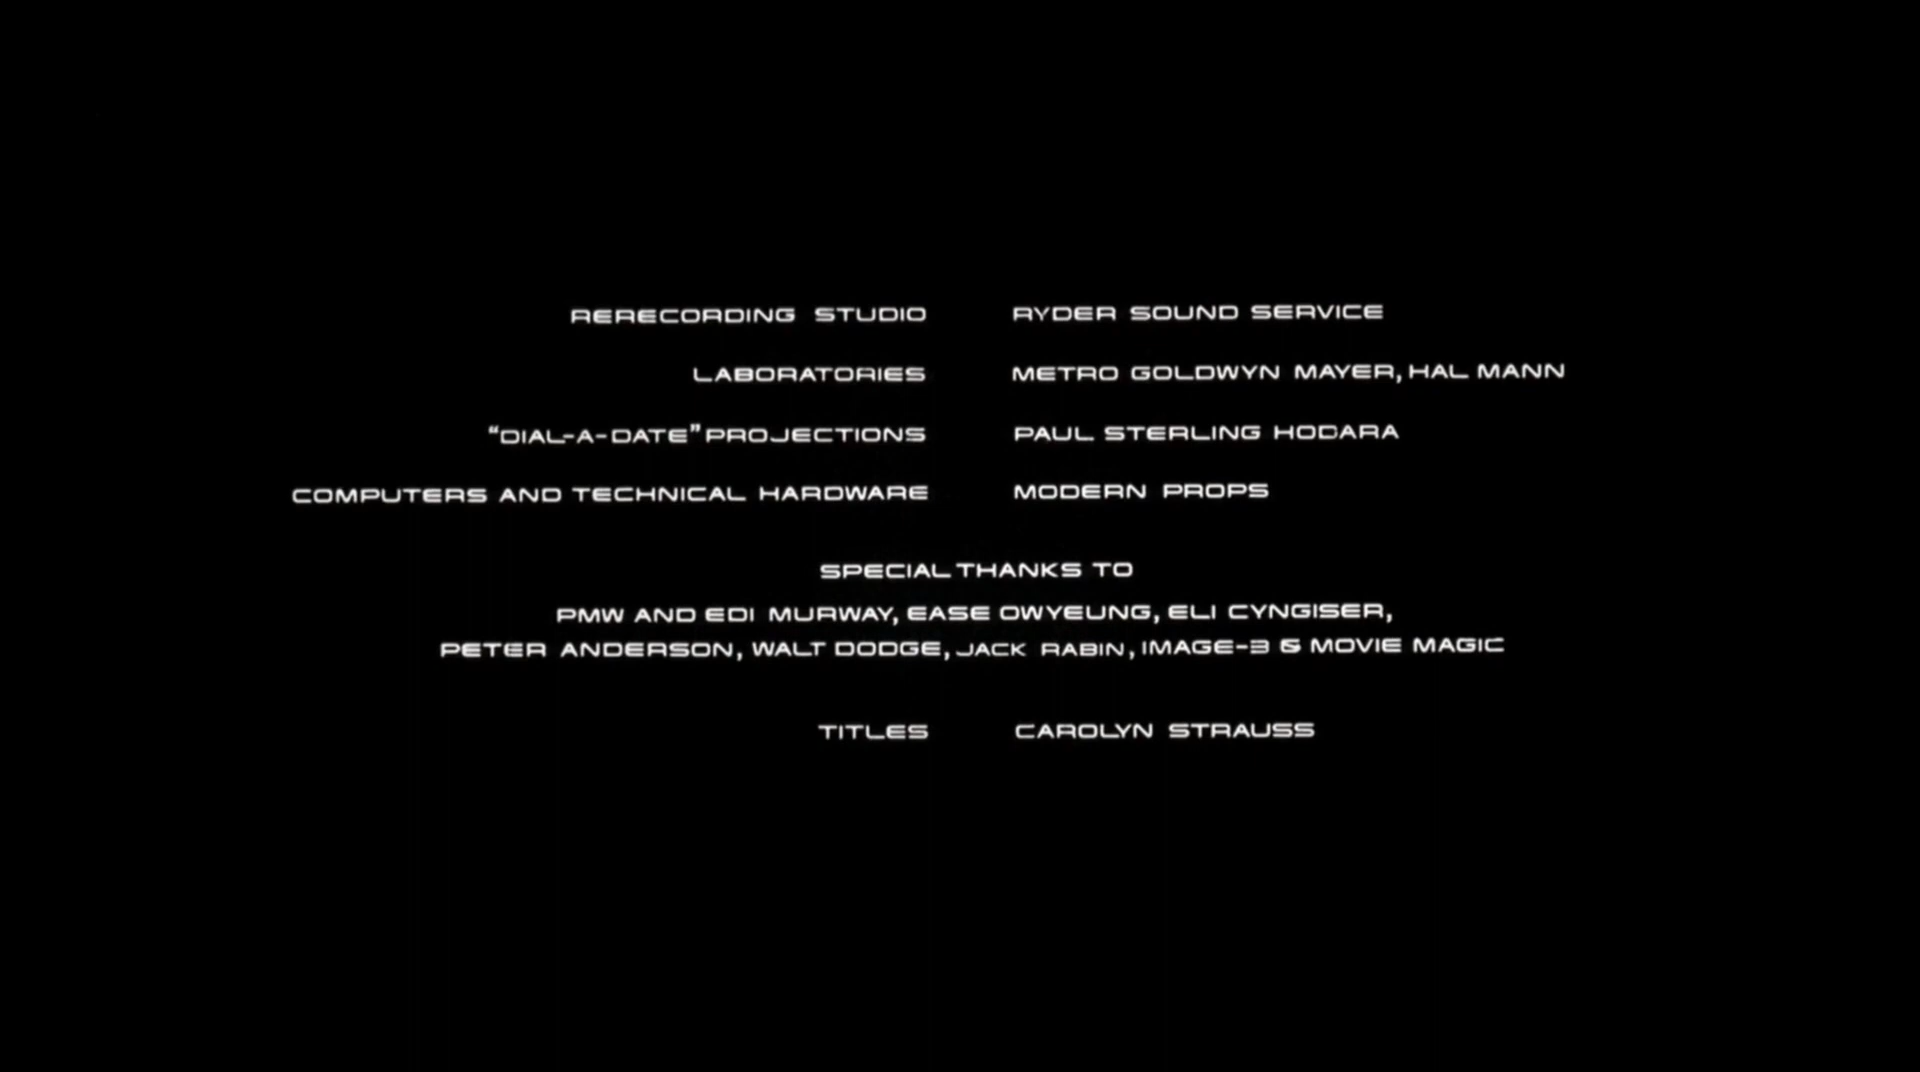 RERECORDING STUDIO RYDER SOUND SERVICE
LABORATORIES METRO GOLDWYN MAYER, HAL MANN
“DIAL-A-DATE” PROJECTIONS PAUL STERLING HODARA
COMPUTERS AND TECHNICAL HARDWARE MODERN PROPS
SPECIAL THANKS TO
PMW AND EDI MURWAY, EASE OWYEUNG, ELI CYNGISER,
PETER ANDERSON, WALT DODGE, JACK RABIN, IMAGE-3 & MOVIE MAGIC
TITLES CAROLYN STRAUSS